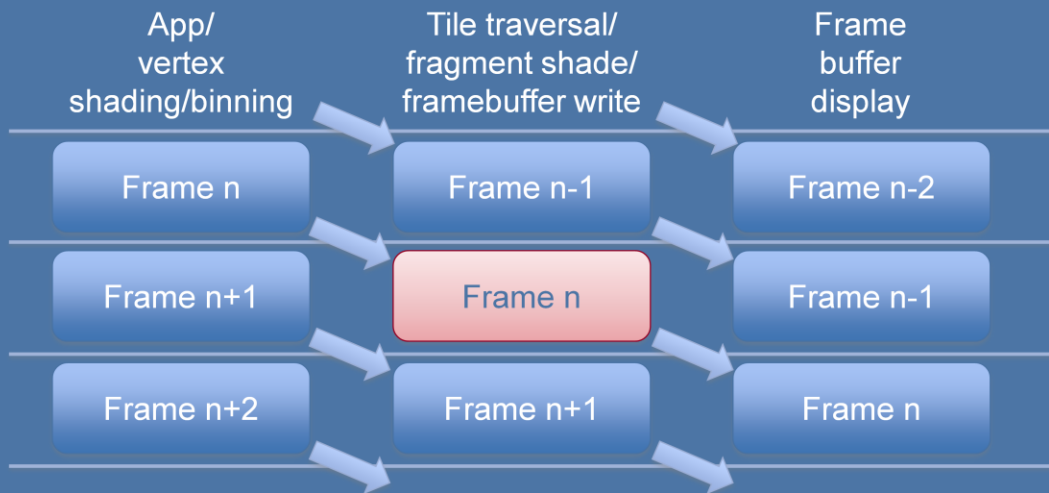 App/
vertex
shading/binning
Tile traversal/
fragment shade/
framebuffer write
Frame
buffer
display
Frame n
Frame n-1
Frame n-2
Frame n+1
Frame n
Frame n-1
Frame n+2
Frame n+1
Frame n